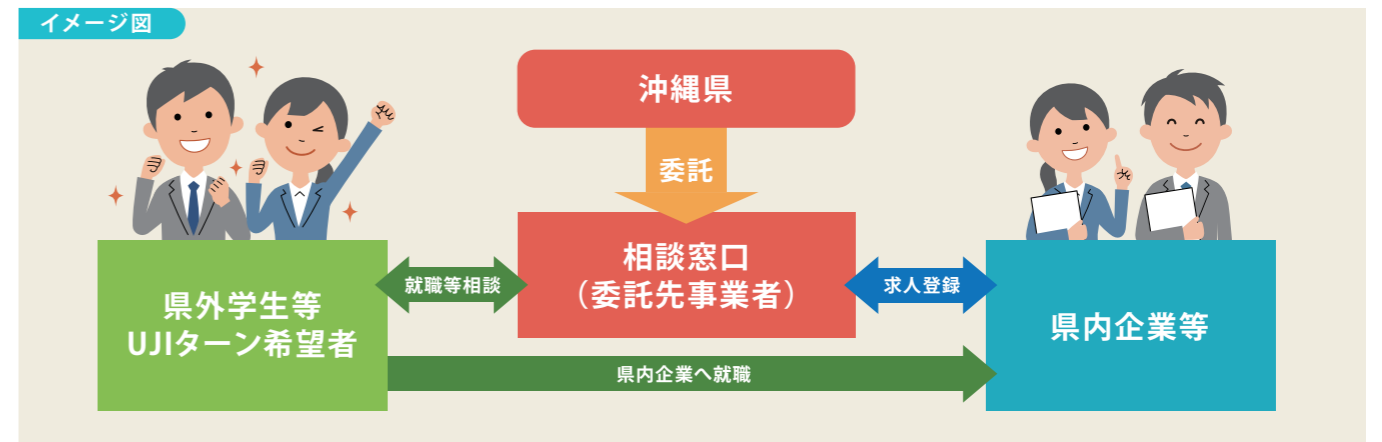 イメージ図
沖縄県
委託
相談窓口
（委託先事業者）
就職等相談
求人登録
県外学生等
UJIターン希望者
県内企業等
県内企業へ就職